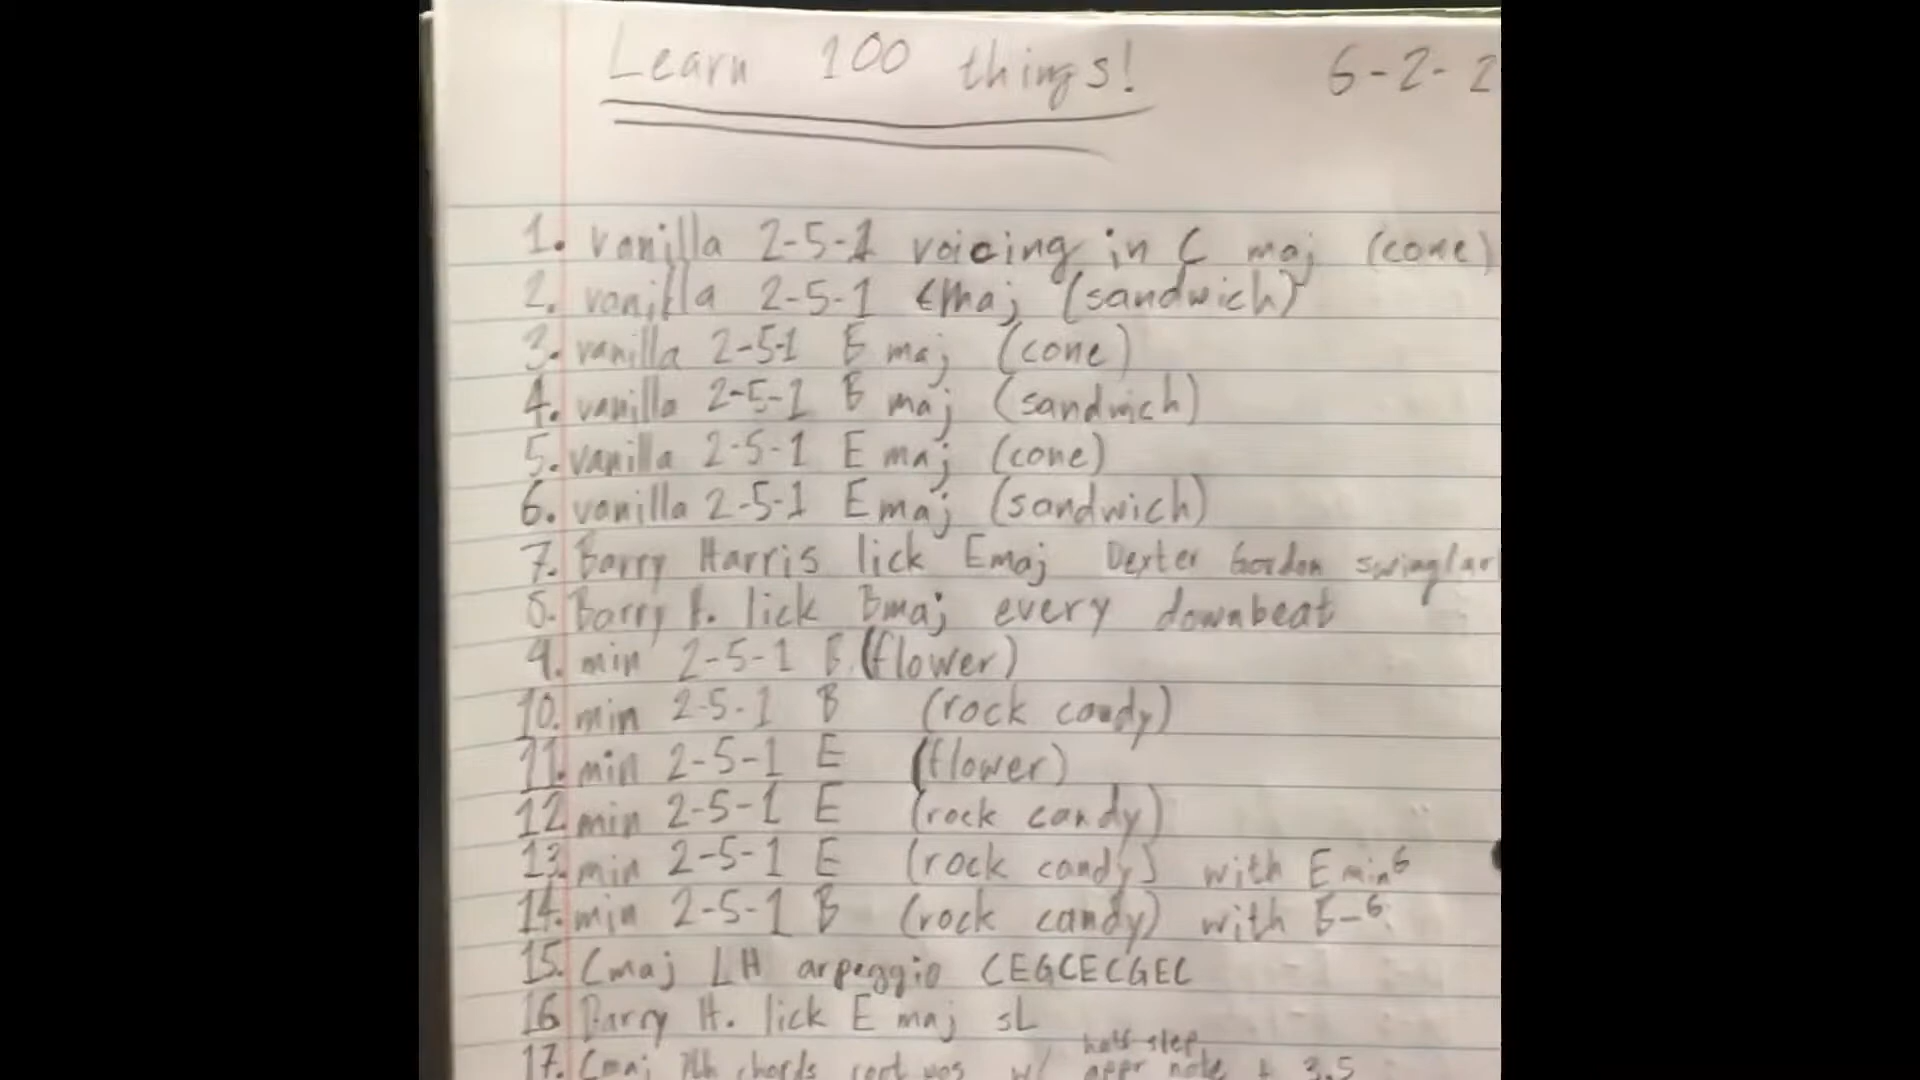 Learn 100 things! 6-2-2
1. vanilla 2-5-1 voicing in C maj (cone)
2. vanilla 2-5-1 Cmaj (sandwich)
3. vanilla 2-5-1 B maj (cone)
4. vanilla 2-5-1 B maj (sandwich)
5. vanilla 2-5-1 E maj (cone)
6. vanilla 2-5-1 E maj (sandwich)
7. Barry Harris lick Emaj Dexter Gordon
8. Barry H. lick Bmaj every downbeat
9. min 2-5-1 B (flower)
10. min 2-5-1 B (rock candy)
11. min 2-5-1 E (flower)
12 min 2-5-1 E (rock candy)
13. min 2-5-1 E (rock candy) with E min6
14. min 2-5-1 B (rock candy) with B-6
15. Cmaj LH arpeggio CEGCECGEC
16 Barry H. lick E maj sL
half step
17. Cmaj 7th chords root pos w/ appr note + 3,5